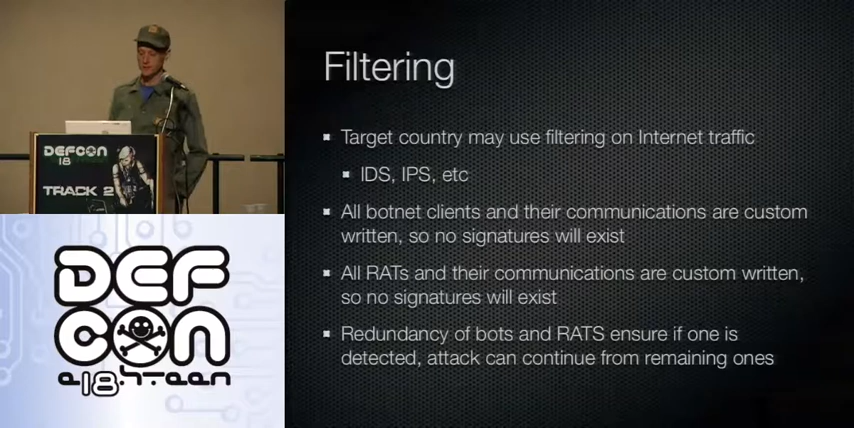 DEFCON
18
TRACK 2
DEF
CON
e18hteen
Filtering
Target country may use filtering on Internet traffic
IDS, IPS, etc
All botnet clients and their communications are custom
written, so no signatures will exist
All RATs and their communications are custom written,
so no signatures will exist
Redundancy of bots and RATS ensure if one is
detected, attack can continue from remaining ones